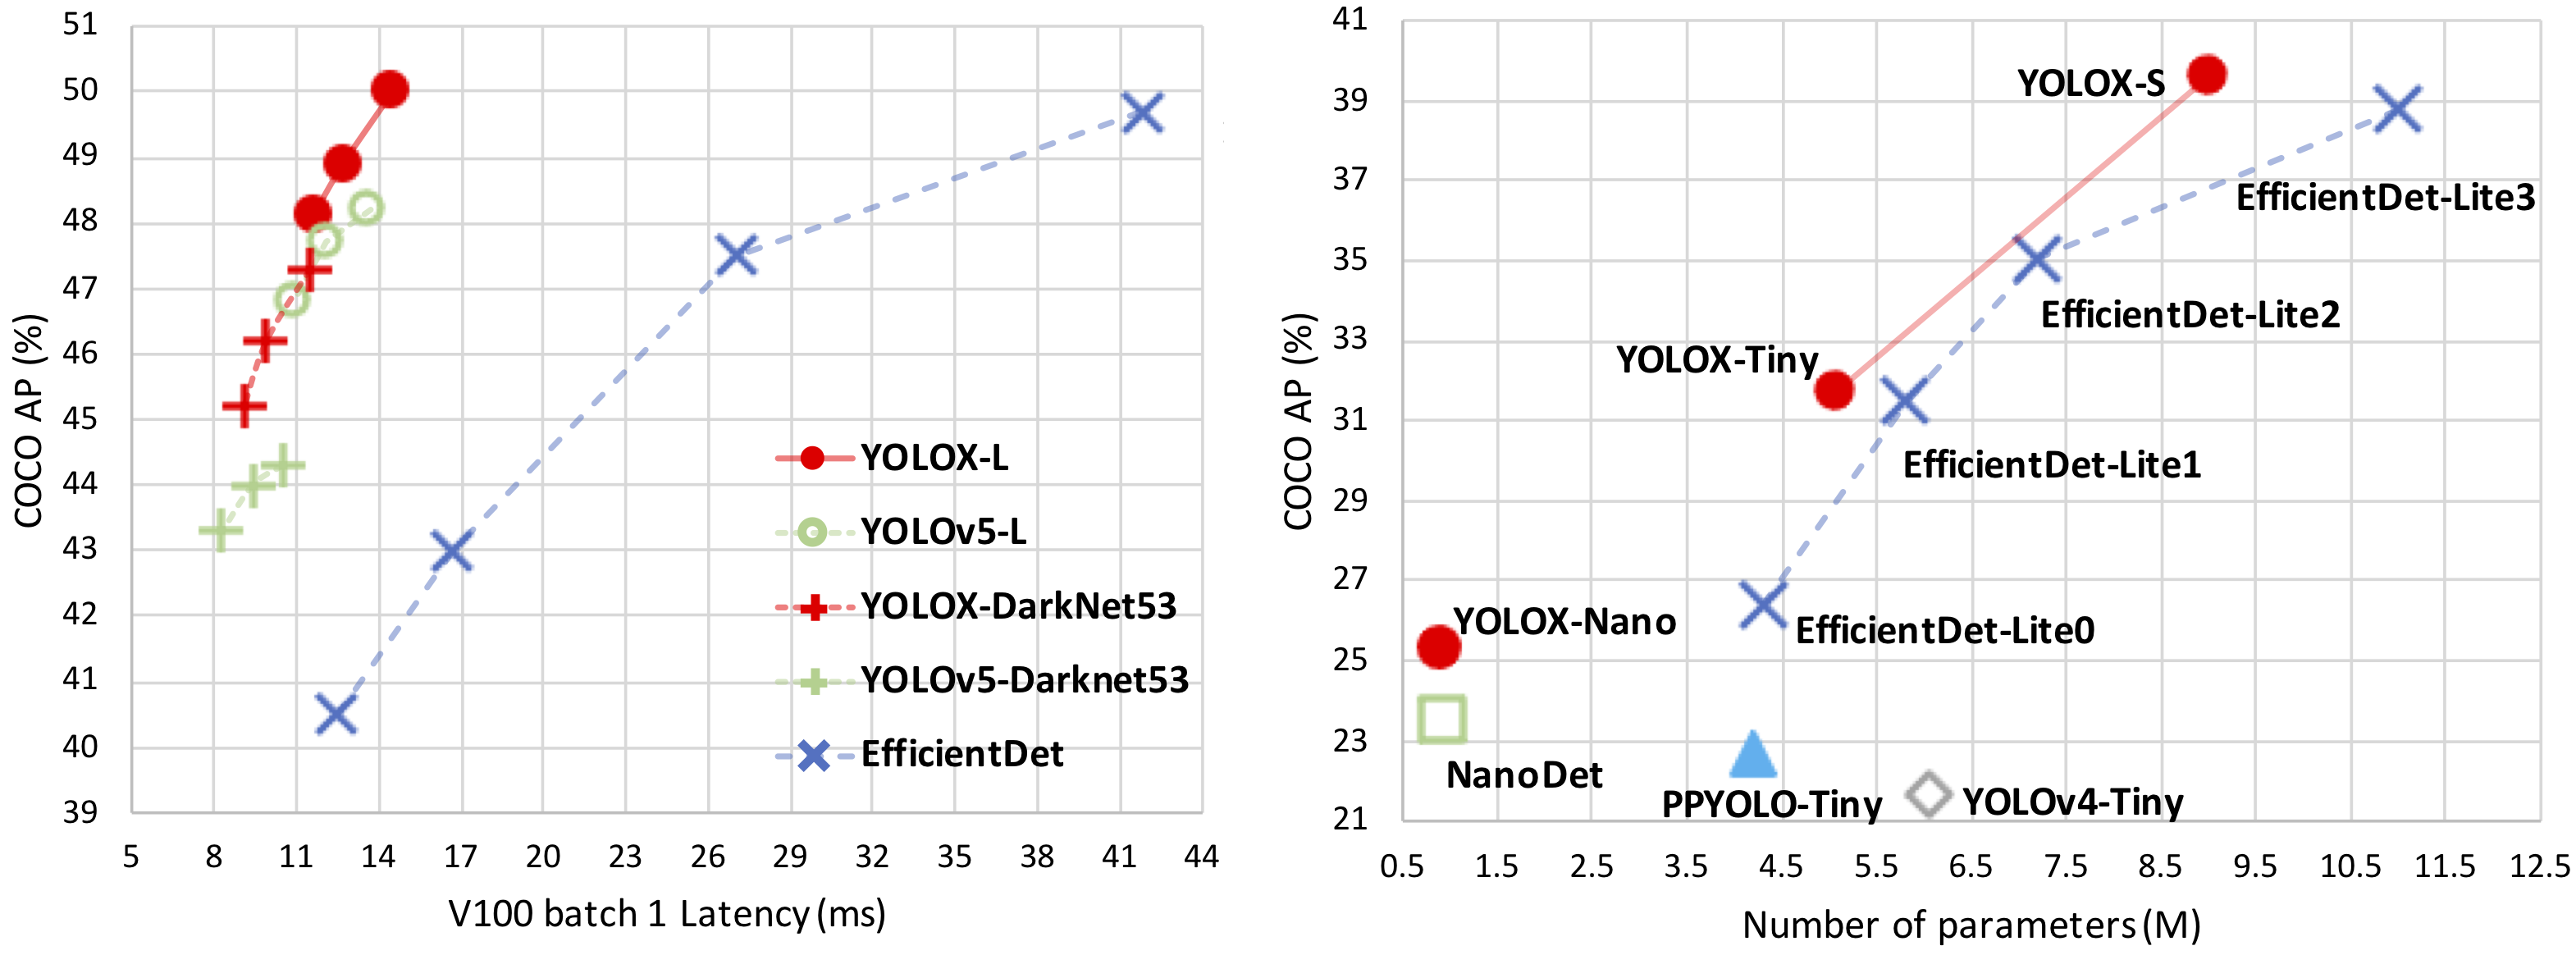 51
50
49
48
47
46
45
44
43
42
41
40
39
COCO AP (%)
5 8 11 14 17 20 23 26 29 32 35 38 41 44
V100 batch 1 Latency (ms)
YOLOX-L
YOLOv5-L
YOLOX-DarkNet53
YOLOv5-Darknet53
EfficientDet
41
39
37
35
33
31
29
27
25
23
21
COCO AP (%)
YOLOX-S
EfficientDet-Lite3
EfficientDet-Lite2
YOLOX-Tiny
EfficientDet-Lite1
YOLOX-Nano
EfficientDet-Lite0
NanoDet
PPYOLO-Tiny
YOLOv4-Tiny
0.5 1.5 2.5 3.5 4.5 5.5 6.5 7.5 8.5 9.5 10.5 11.5 12.5
Number of parameters (M)